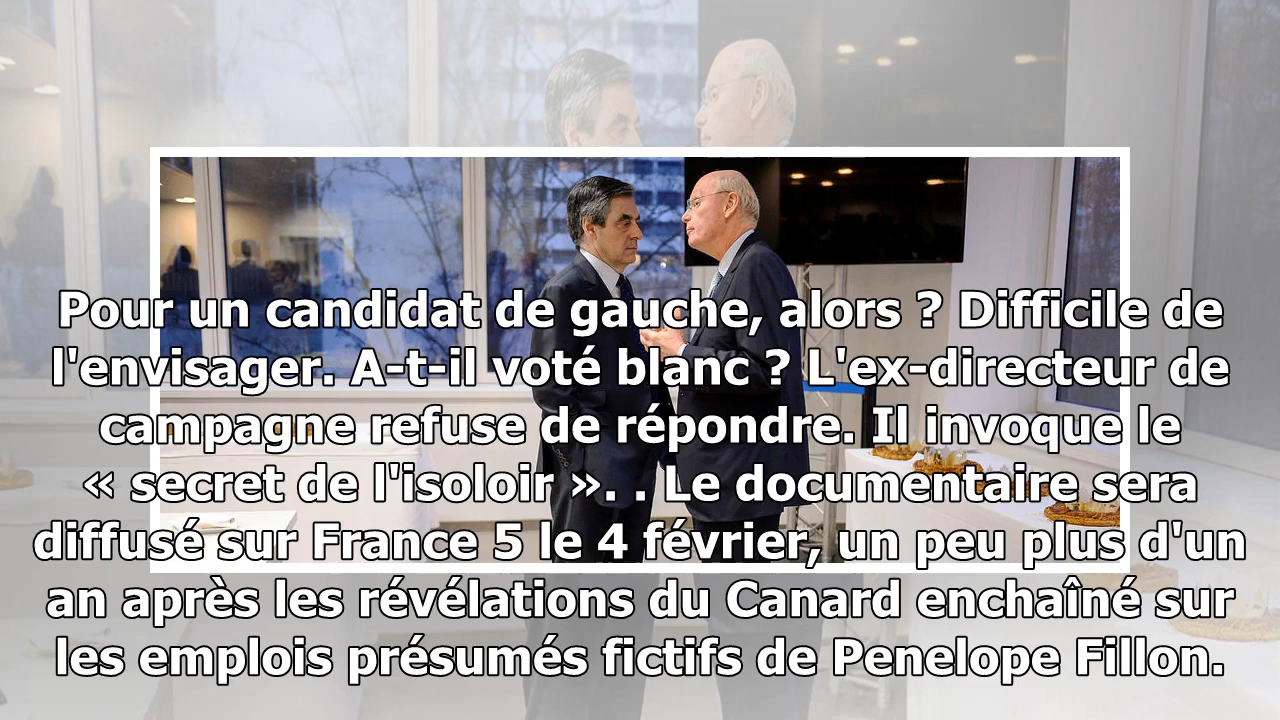 Pour un candidat de gauche, alors ? Difficile de
l'envisager. A-t-il voté blanc ? L'ex-directeur de
campagne refuse de répondre. Il invoque le
« secret de l'isoloir ». . Le documentaire sera
diffusé sur France 5 le 4 février, un peu plus d'un
an après les révélations du Canard enchaîné sur
les emplois présumés fictifs de Penelope Fillon.